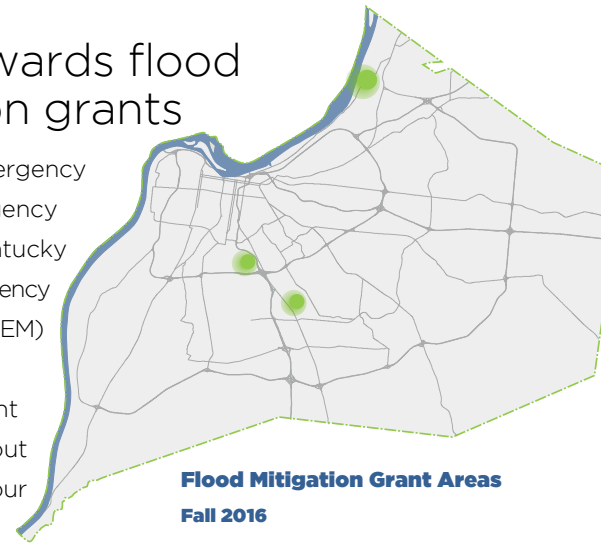 wards flood
on grants
ergency
ency
tucky
ency
EM)
nt
out
our
Flood Mitigation Grant Areas
Fall 2016